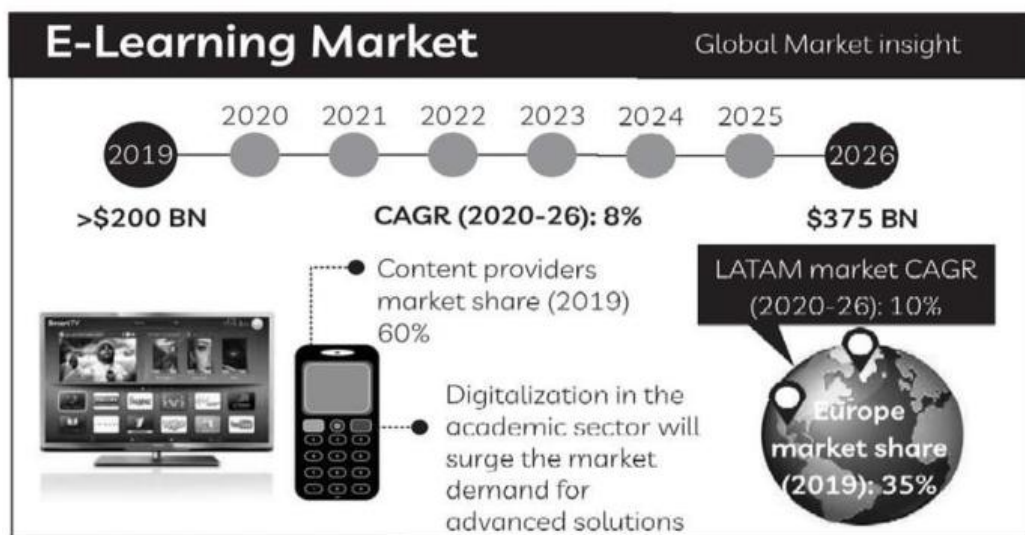 E-Learning Market
Global Market insight
2020 2021 2022 2023 2024 2025
2019
2026
>$200 BN
CAGR (2020-26): 8%
$375 BN
Content providers
market share (2019)
60%
LATAM market CAGR
(2020-26): 10%
SmartTV
Digitalization in the
academic sector will
surge the market
demand for
advanced solutions
Europe
market share
(2019): 35%